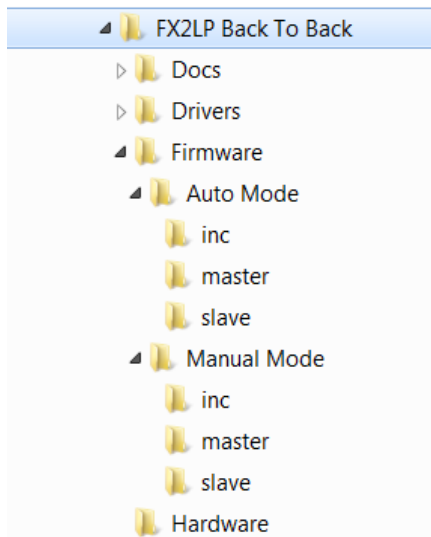 FX2LP Back To Back
Docs
Drivers
Firmware
Auto Mode
inc
master
slave
Manual Mode
inc
master
slave
Hardware